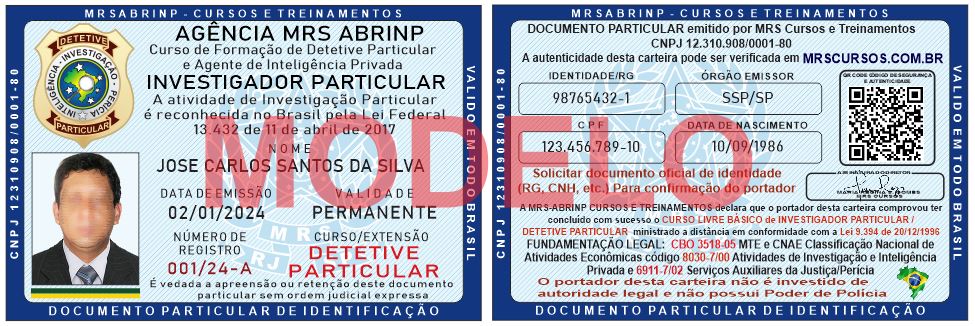 MRSABRINP - CURSOS E TREINAMENTOS
CNPJ 12310908/0001-80
VALIDO EM TODO BRASIL
INTELIGÊNCIA - INVESTIGAÇÃO - PERÍCIA
DETETIVE
PARTICULAR
AGÊNCIA MRS ABRINP
Curso de Formação de Detetive Particular
e Agente de Inteligência Privada
INVESTIGADOR PARTICULAR
A atividade de Investigação Particular
é reconhecida no Brasil pela Lei Federal
13.432 de 11 de abril de 2017
NOME
JOSE CARLOS SANTOS DA SILVA
DATA DE EMISSÃO VALIDADE
02/01/2024 PERMANENTE
NÚMERO DE REGISTRO CURSO/EXTENSÃO
001/24-A DETETIVE PARTICULAR
É vedada a apreensão ou retenção deste documento
particular sem ordem judicial expressa
DOCUMENTO PARTICULAR DE IDENTIFICAÇÃO
MODELO
MRSABRINP - CURSOS E TREINAMENTOS
CNPJ 12310908/0001-80
VALIDO EM TODO BRASIL
DOCUMENTO PARTICULAR emitido por MRS Cursos e Treinamentos
CNPJ 12.310.908/0001-80
A autenticidade desta carteira pode ser verificada em MRSCURSOS.COM.BR
IDENTIDADE/RG ÓRGÃO EMISSOR
98765432-1 SSP/SP
QR CODE CÓDIGO DE SEGURANÇA
E AUTENTICIDADE
CPF DATA DE NASCIMENTO
123.456.789-10 10/09/1986
Solicitar documento oficial de identidade
(RG, CNH, etc.) Para confirmação do portador
MRS CURSOS
A MRS-ABRINP CURSOS E TREINAMENTOS declara que o portador desta carteira comprovou ter
concluído com sucesso o CURSO LIVRE BÁSICO de INVESTIGADOR PARTICULAR /
DETETIVE PARTICULAR ministrado a distância em conformidade com a Lei 9.394 de 20/12/1996
FUNDAMENTAÇÃO LEGAL: CBO 3518-05 MTE e CNAE Classificação Nacional de
Atividades Econômicas código 8030-7/00 Atividades de Investigação e Inteligência
Privada e 6911-7/02 Serviços Auxiliares da Justiça/Perícia
O portador desta carteira não é investido de
autoridade legal e não possui Poder de Polícia
DOCUMENTO PARTICULAR DE IDENTIFICAÇÃO